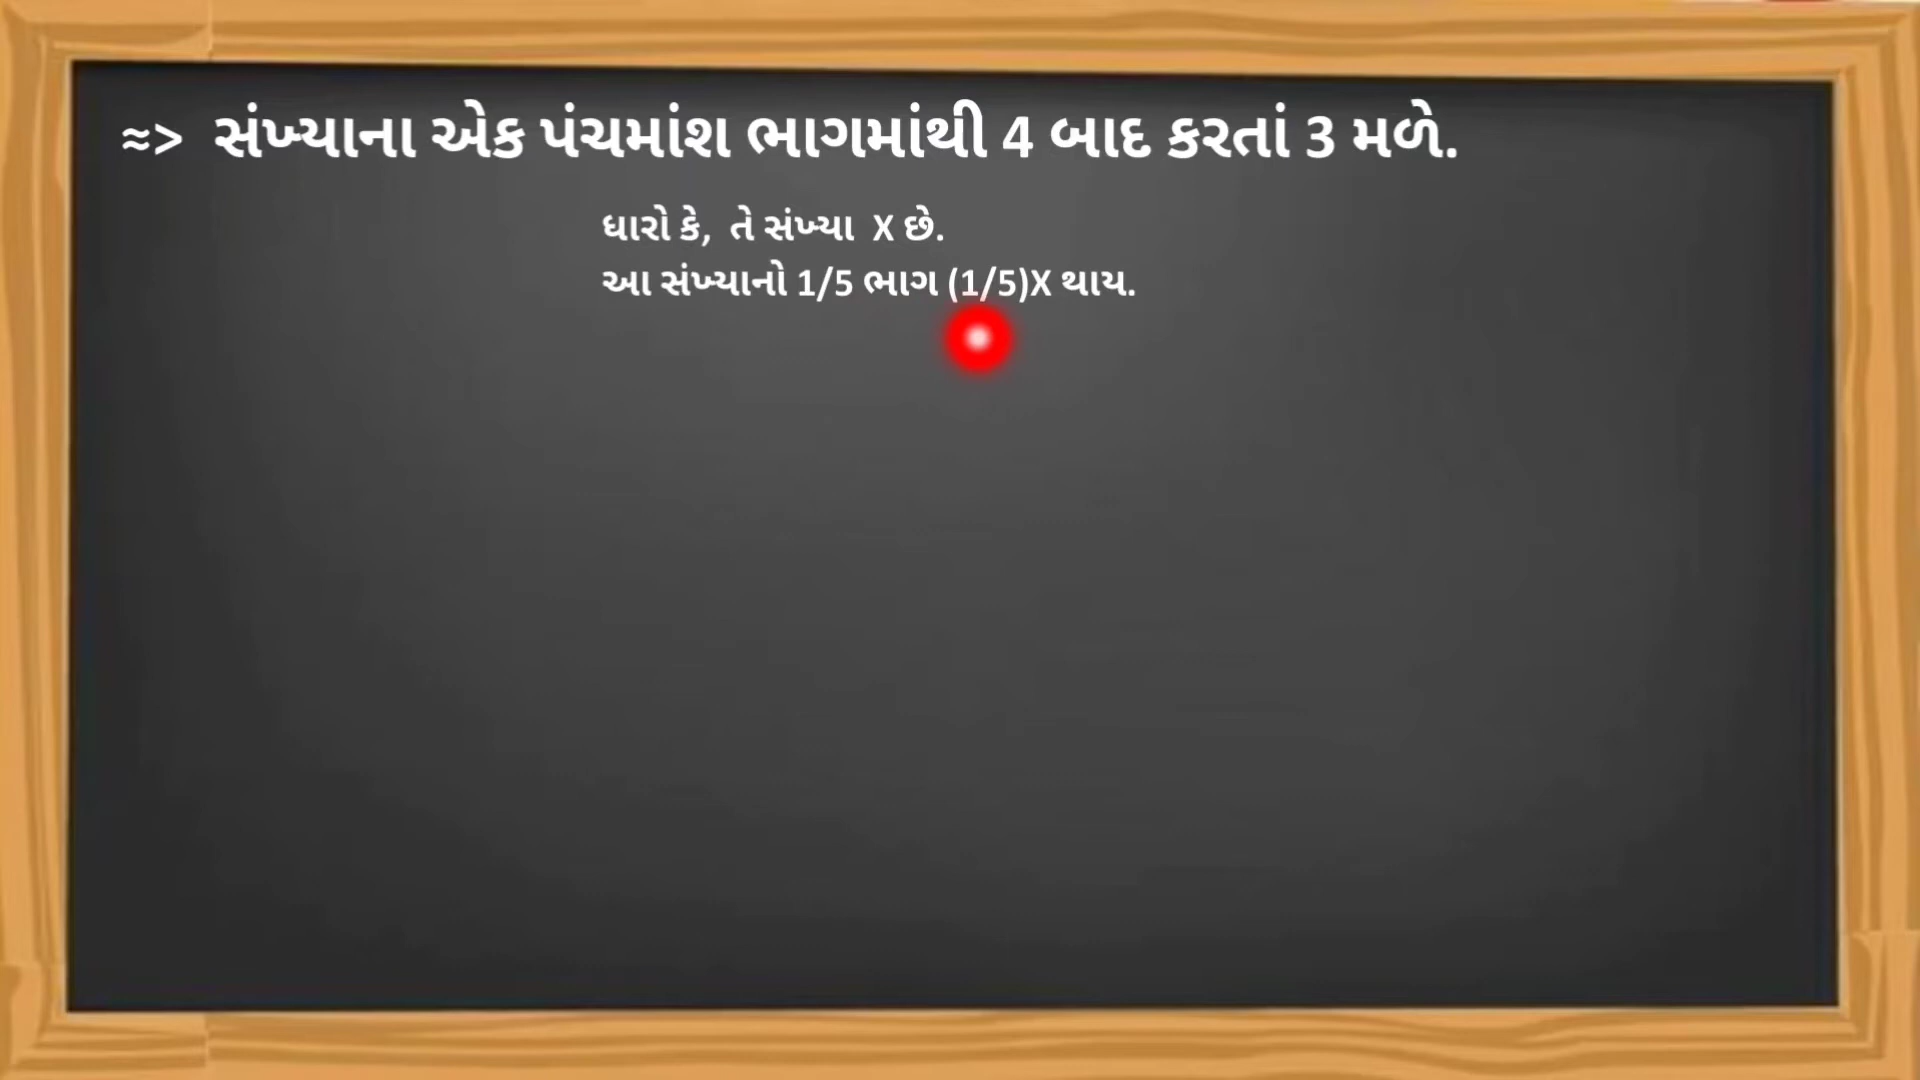 ≈> સંખ્યાના એક પંચમાંશ ભાગમાંથી 4 બાદ કરતાં 3 મળે.
ધારો કે, તે સંખ્યા X છે.
આ સંખ્યાનો 1/5 ભાગ (1/5)X થાય.